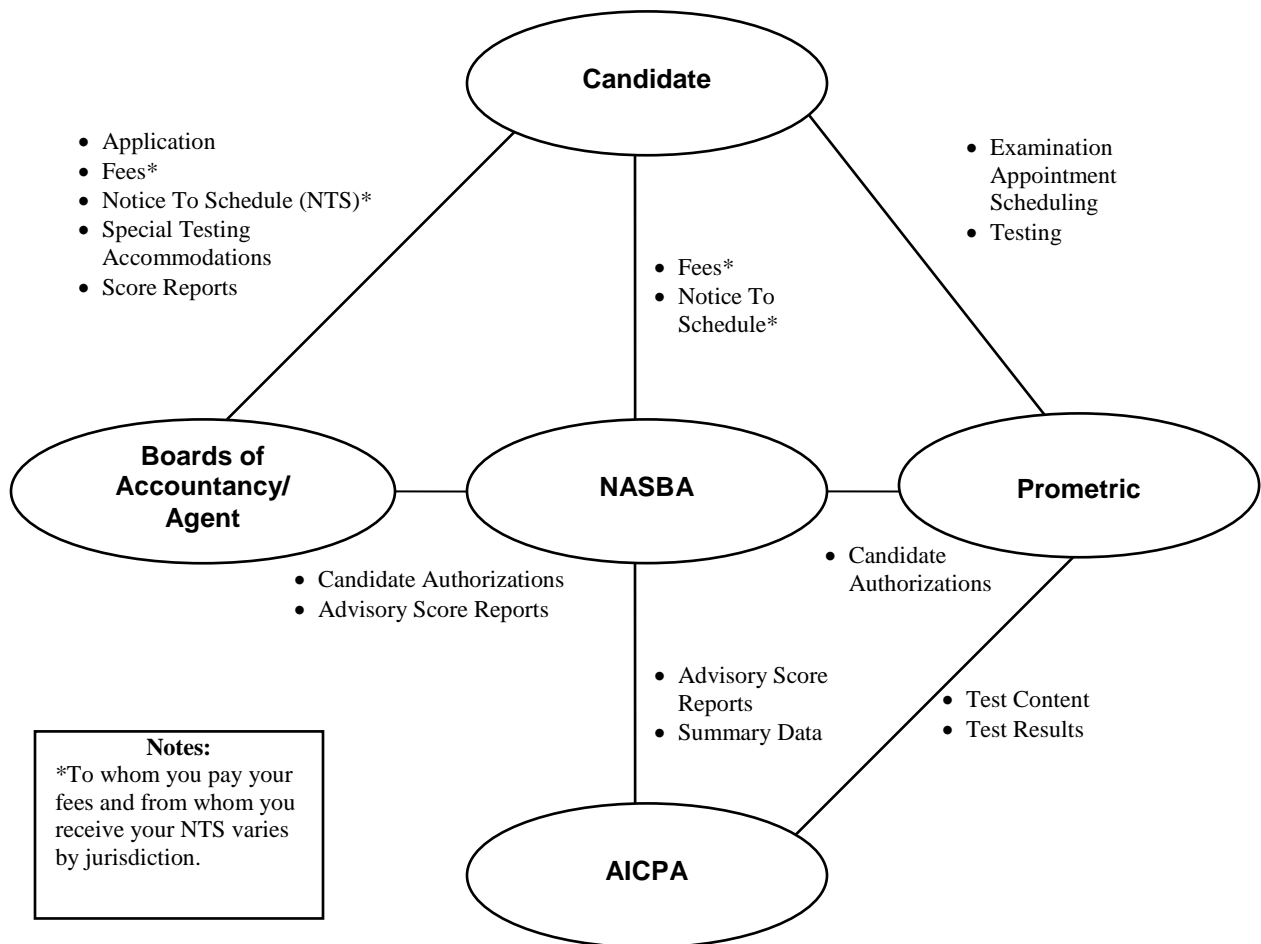 Candidate
• Application
• Fees*
• Notice To Schedule (NTS)*
• Special Testing
Accommodations
• Score Reports
• Fees*
• Notice To
Schedule*
• Examination
Appointment
Scheduling
• Testing
Boards of
Accountancy/
Agent
NASBA
Prometric
• Candidate Authorizations
• Advisory Score Reports
• Candidate
Authorizations
• Advisory Score
Reports
• Summary Data
• Test Content
• Test Results
Notes:
*To whom you pay your
fees and from whom you
receive your NTS varies
by jurisdiction.
AICPA